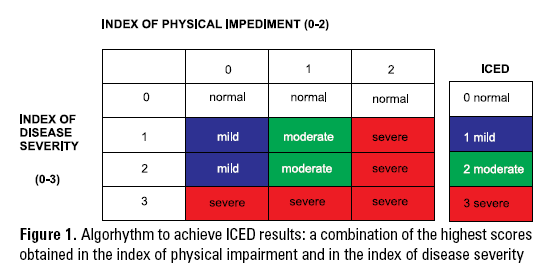 INDEX OF PHYSICAL IMPEDIMENT (0-2)
0 1 2 ICED
0 normal normal normal 0 normal
INDEX OF
DISEASE
SEVERITY
(0-3)
1 mild moderate severe 1 mild
2 mild moderate severe 2 moderate
3 severe severe severe 3 severe
Figure 1. Algorhythm to achieve ICED results: a combination of the highest scores
obtained in the index of physical impairment and in the index of disease severity